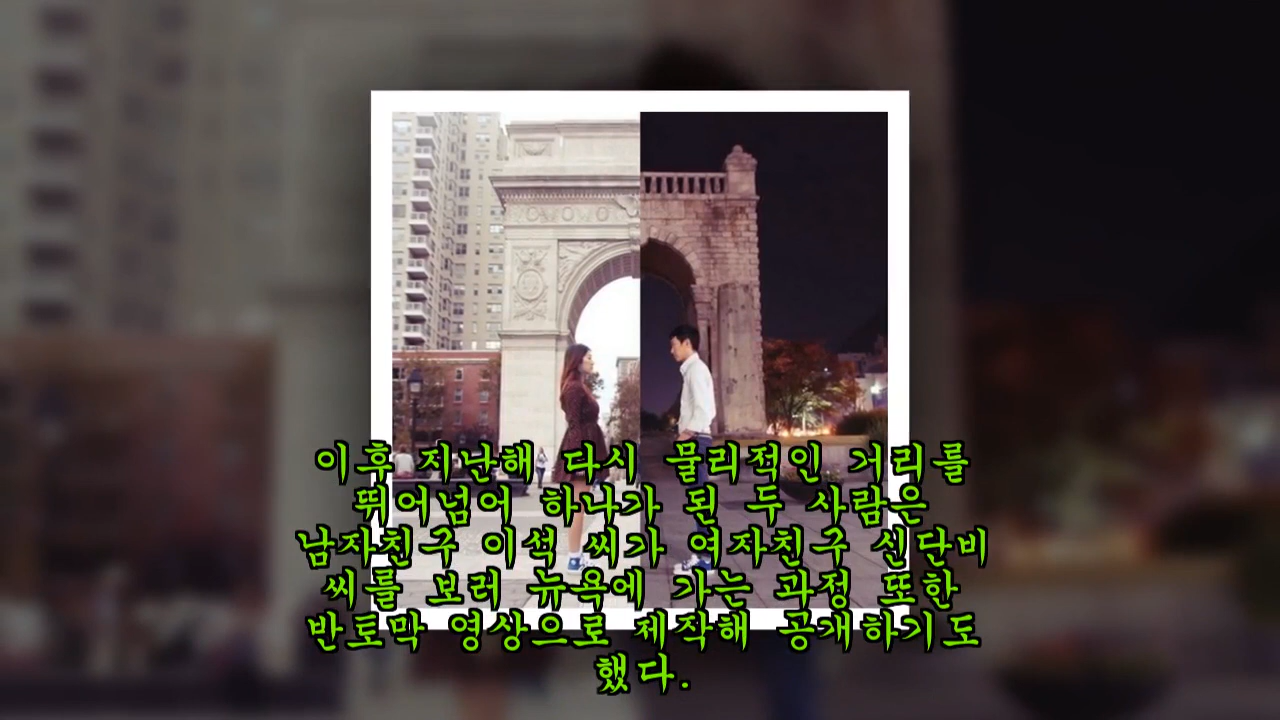 이후 지난해 다시 물리적인 거리를
뛰어넘어 하나가 된 두 사람은
남자친구 이석 씨가 여자친구 신단비
씨를 보러 뉴욕에 가는 과정 또한
반토막 영상으로 제작해 공개하기도
했다.